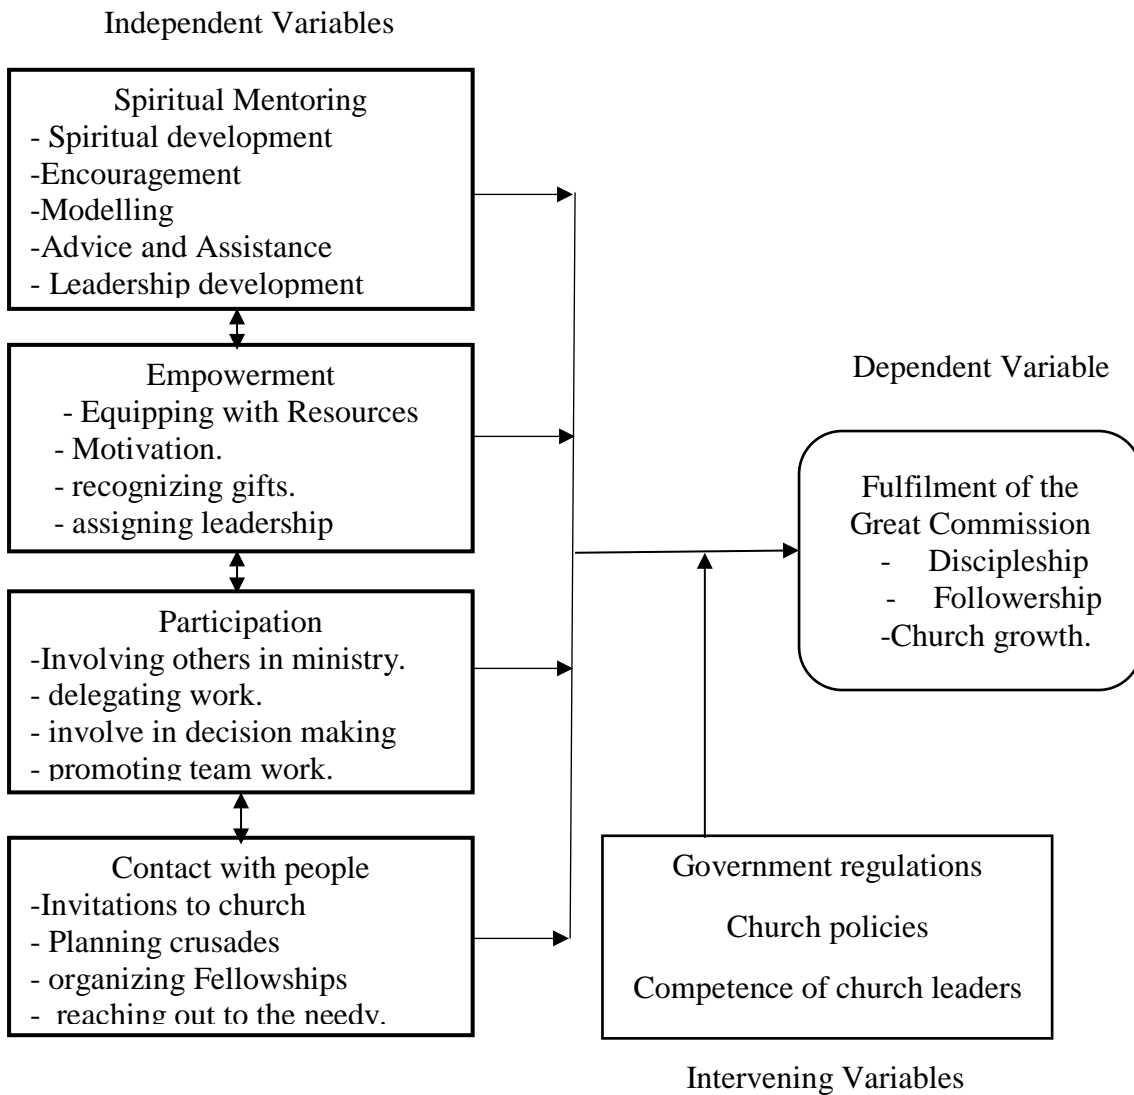 Independent Variables
Spiritual Mentoring
- Spiritual development
-Encouragement
-Modelling
-Advice and Assistance
- Leadership development
Empowerment
- Equipping with Resources
- Motivation.
- recognizing gifts.
- assigning leadership
Participation
-Involving others in ministry.
- delegating work.
- involve in decision making
- promoting team work.
Contact with people
-Invitations to church
- Planning crusades
- organizing Fellowships
- reaching out to the needy.
Dependent Variable
Fulfilment of the
Great Commission
- Discipleship
- Followership
-Church growth.
Government regulations
Church policies
Competence of church leaders
Intervening Variables